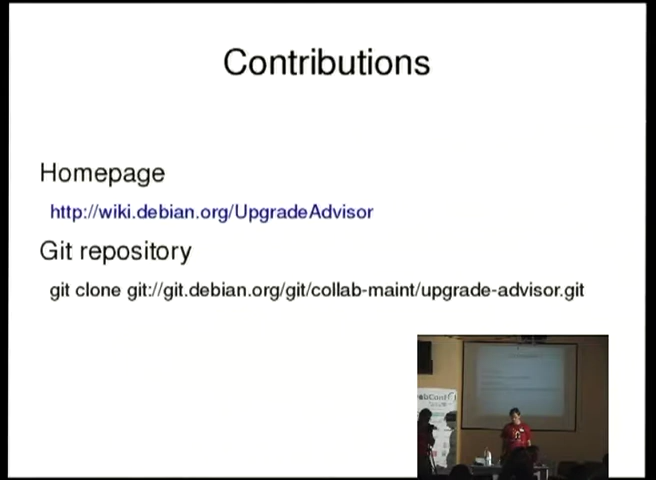 Contributions
Homepage
http://wiki.debian.org/UpgradeAdvisor
Git repository
git clone git://git.debian.org/git/collab-maint/upgrade-advisor.git